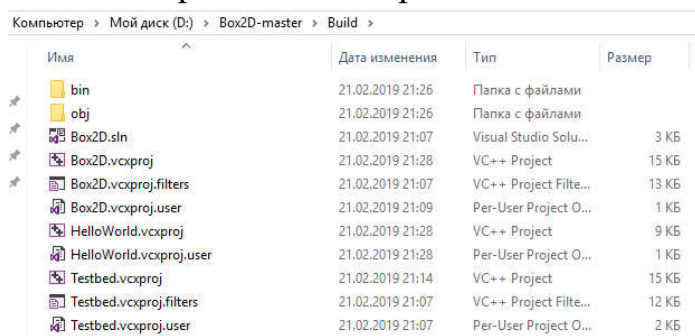 Компьютер > Мой диск (D:) > Box2D-master > Build >
Имя Дата изменения Тип Размер
bin 21.02.2019 21:26 Папка с файлами
obj 21.02.2019 21:26 Папка с файлами
Box2D.sln 21.02.2019 21:07 Visual Studio Solu... 3 КБ
Box2D.vcxproj 21.02.2019 21:28 VC++ Project 15 КБ
Box2D.vcxproj.filters 21.02.2019 21:07 VC++ Project Filte... 13 КБ
Box2D.vcxproj.user 21.02.2019 21:09 Per-User Project O... 1 КБ
HelloWorld.vcxproj 21.02.2019 21:28 VC++ Project 9 КБ
HelloWorld.vcxproj.user 21.02.2019 21:28 Per-User Project O... 1 КБ
Testbed.vcxproj 21.02.2019 21:14 VC++ Project 15 КБ
Testbed.vcxproj.filters 21.02.2019 21:07 VC++ Project Filte... 12 КБ
Testbed.vcxproj.user 21.02.2019 21:07 Per-User Project O... 2 КБ